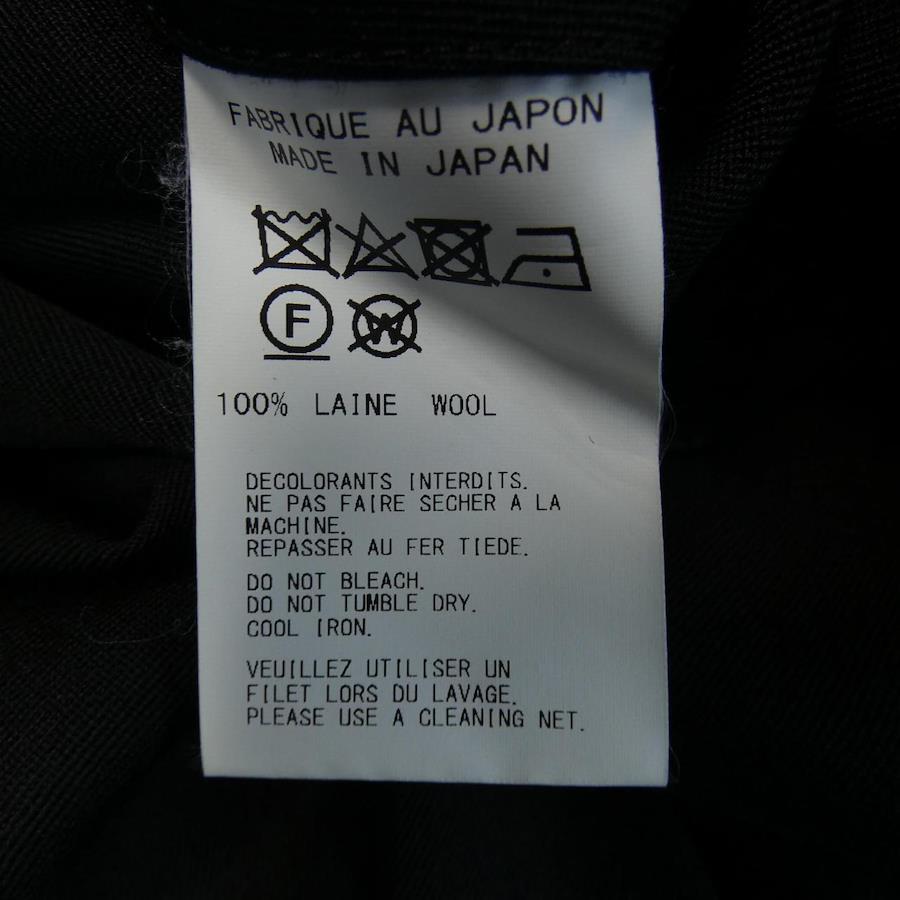 FABRIQUE AU JAPON
MADE IN JAPAN
F W
100% LAINE WOOL
DECOLORANTS INTERDITS.
NE PAS FAIRE SECHER A LA
MACHINE.
REPASSER AU FER TIEDE.
DO NOT BLEACH.
DO NOT TUMBLE DRY.
COOL IRON.
VEUILLEZ UTILISER UN
FILET LORS DU LAVAGE.
PLEASE USE A CLEANING NET.